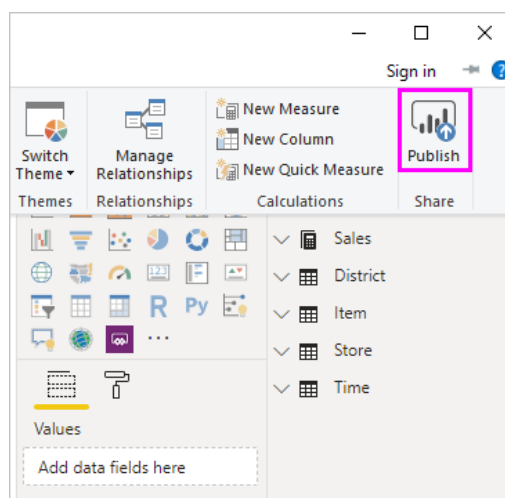 Sign in
?
New Measure
New Column
New Quick Measure
Switch
Theme
Manage
Relationships
Publish
Themes
Relationships
Calculations
Share
123
R
Py
Sales
District
Item
Store
Time
Values
Add data fields here